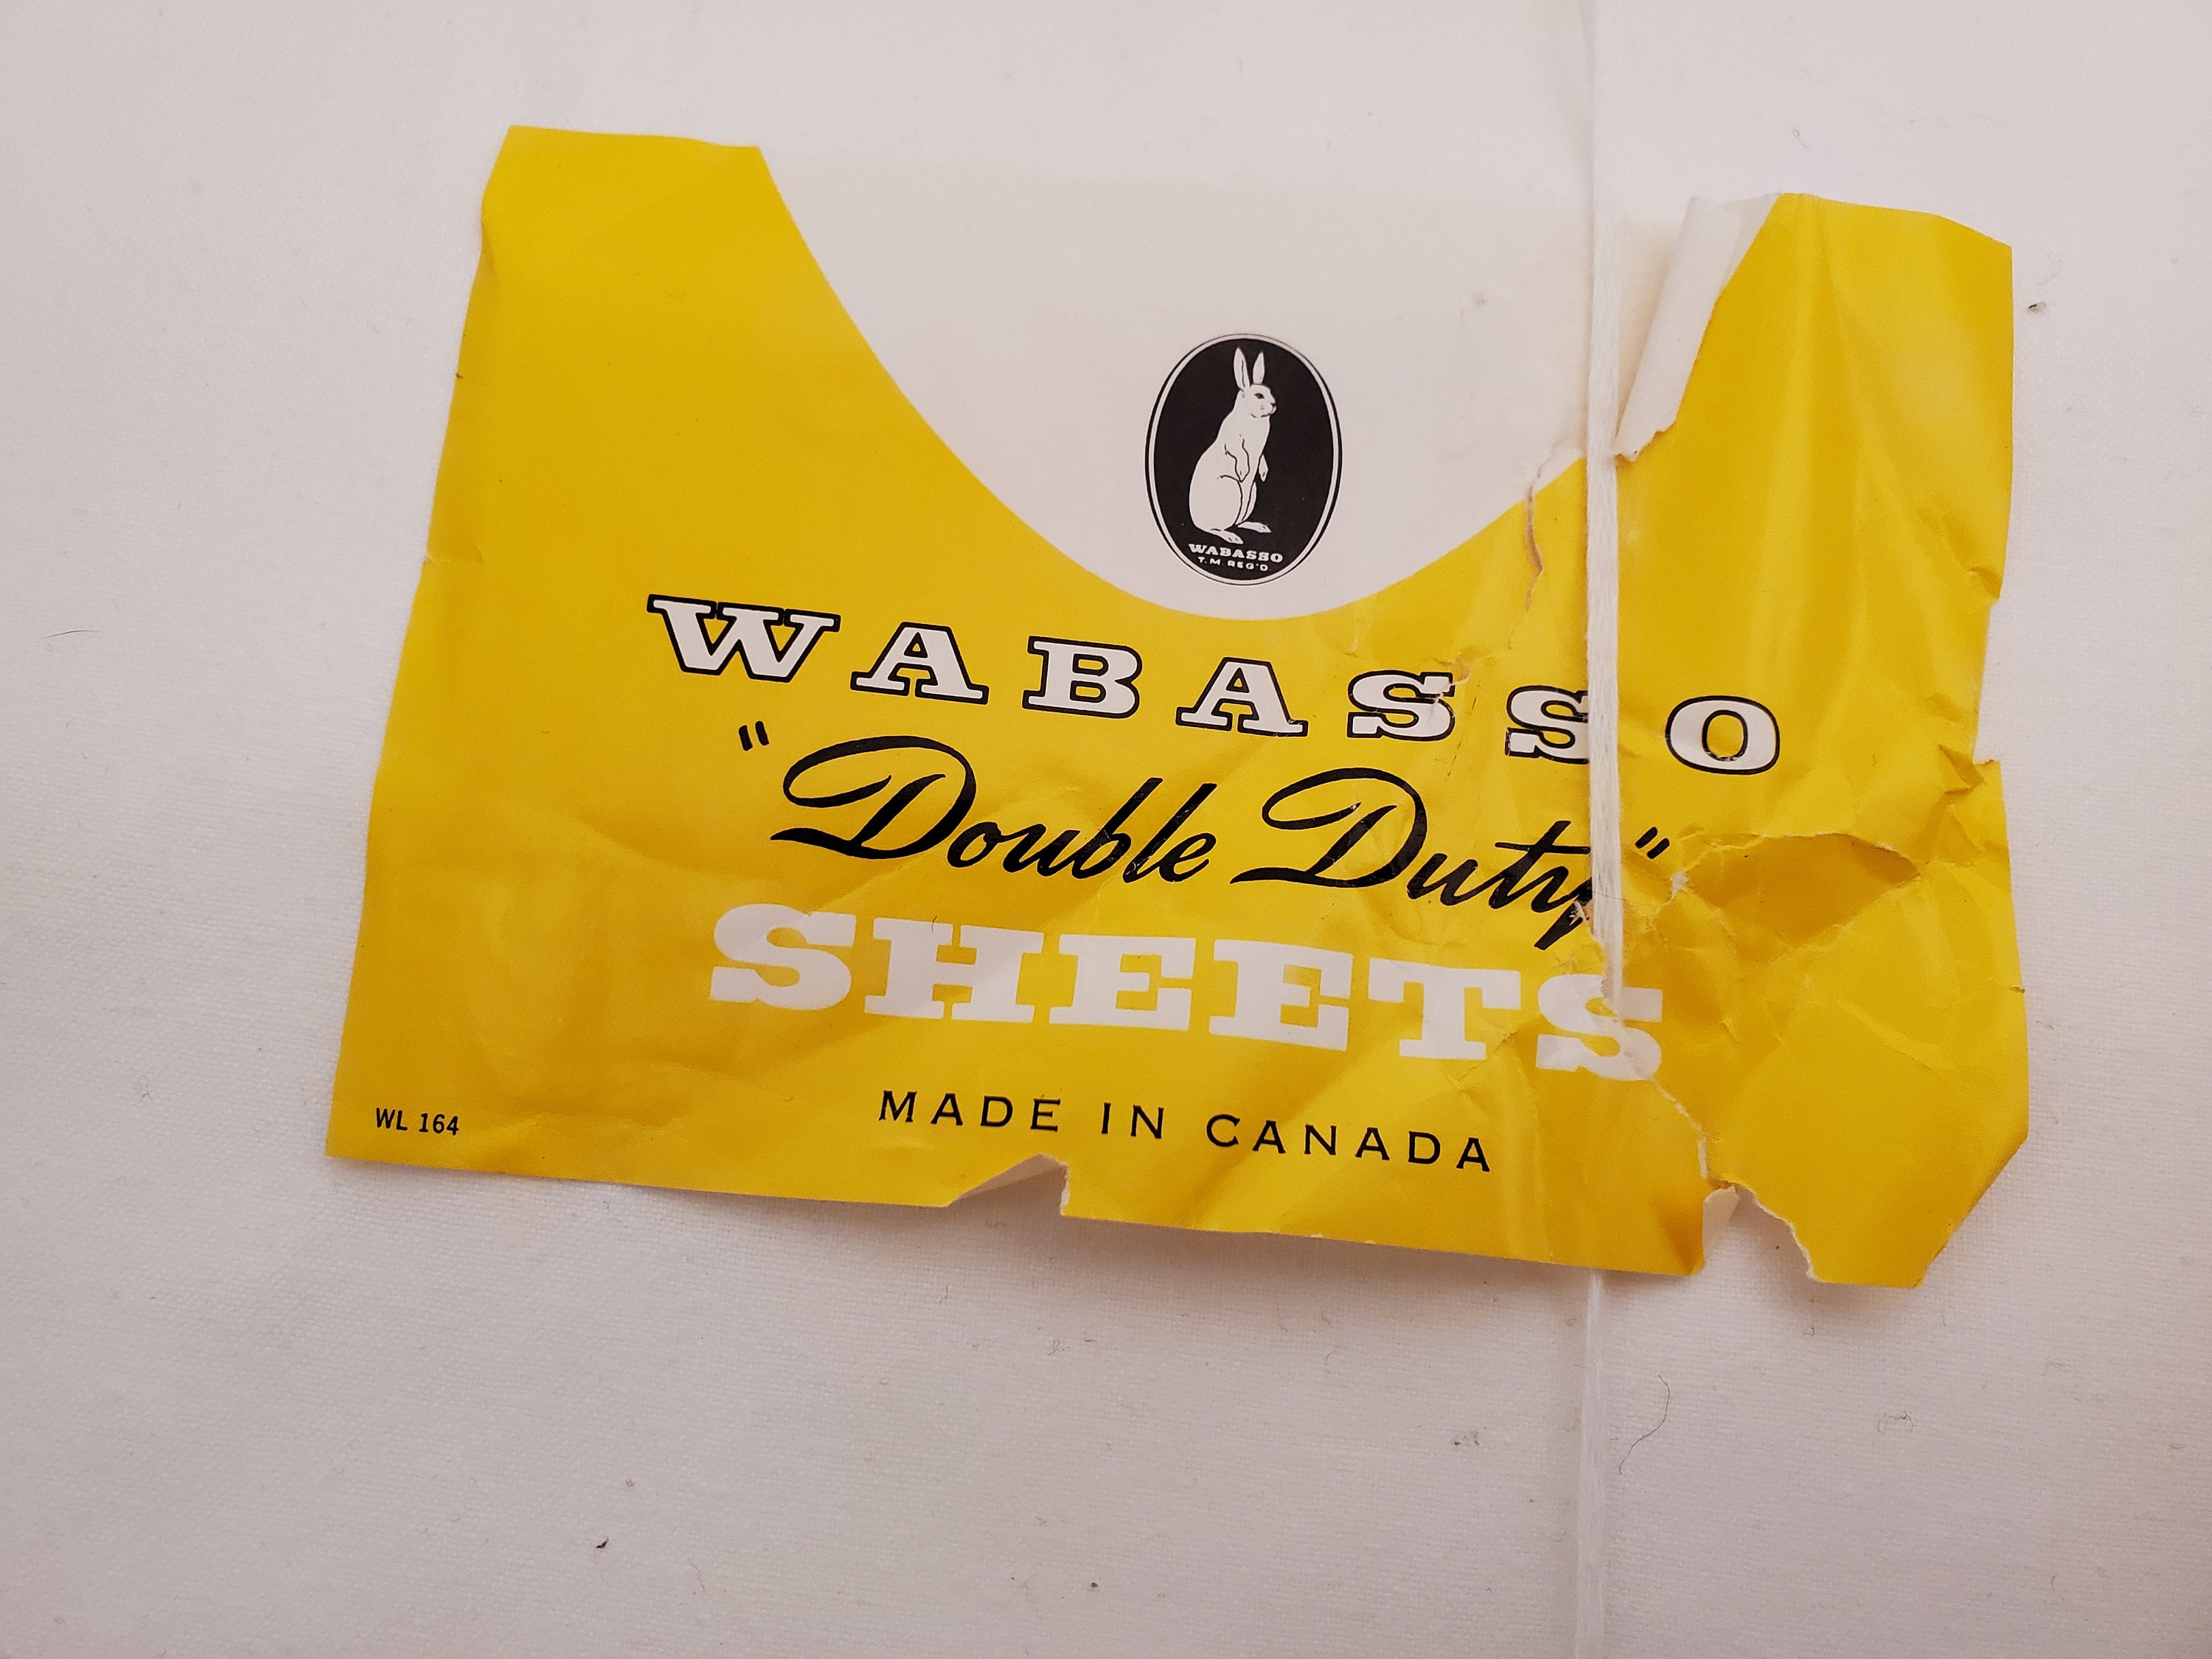 WABASSO
T.M. REG'D.
WABASSO
"Double Duty"
SHEETS
MADE IN CANADA
WL 164